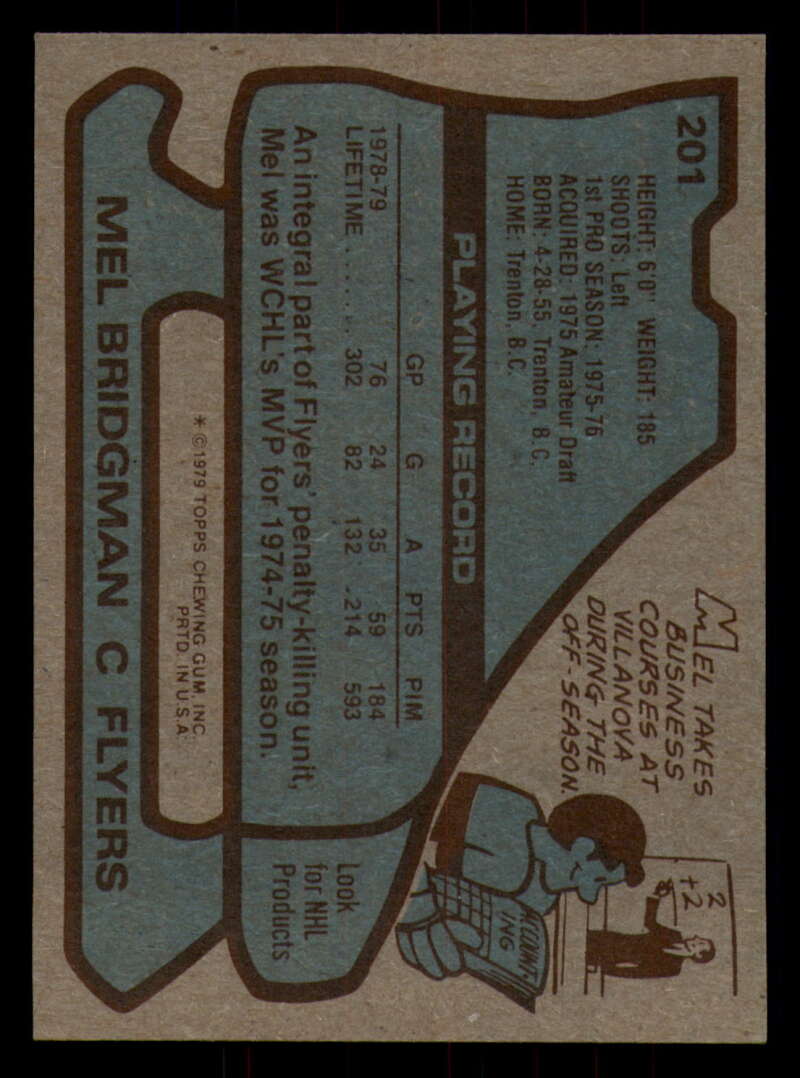 201
HEIGHT: 6'0" WEIGHT: 185
SHOOTS: Left
1st PRO SEASON: 1975-76
ACQUIRED: 1975 Amateur Draft
BORN: 4-28-55, Trenton, B.C.
HOME: Trenton, B.C.
MEL TAKES
BUSINESS
COURSES AT
VILLANOVA
DURING THE
OFF-SEASON.
2
+2
ACCOUNT-
ING
PLAYING RECORD
GP G A PTS PIM
1978-79 76 24 35 59 184
LIFETIME...... 302 82 132 214 593
An integral part of Flyers' penalty-killing unit,
Mel was WCHL's MVP for 1974-75 season.
Look
for NHL
Products
* ©1979 TOPPS CHEWING GUM, INC.
PRTD. IN U.S.A.
MEL BRIDGMAN C FLYERS